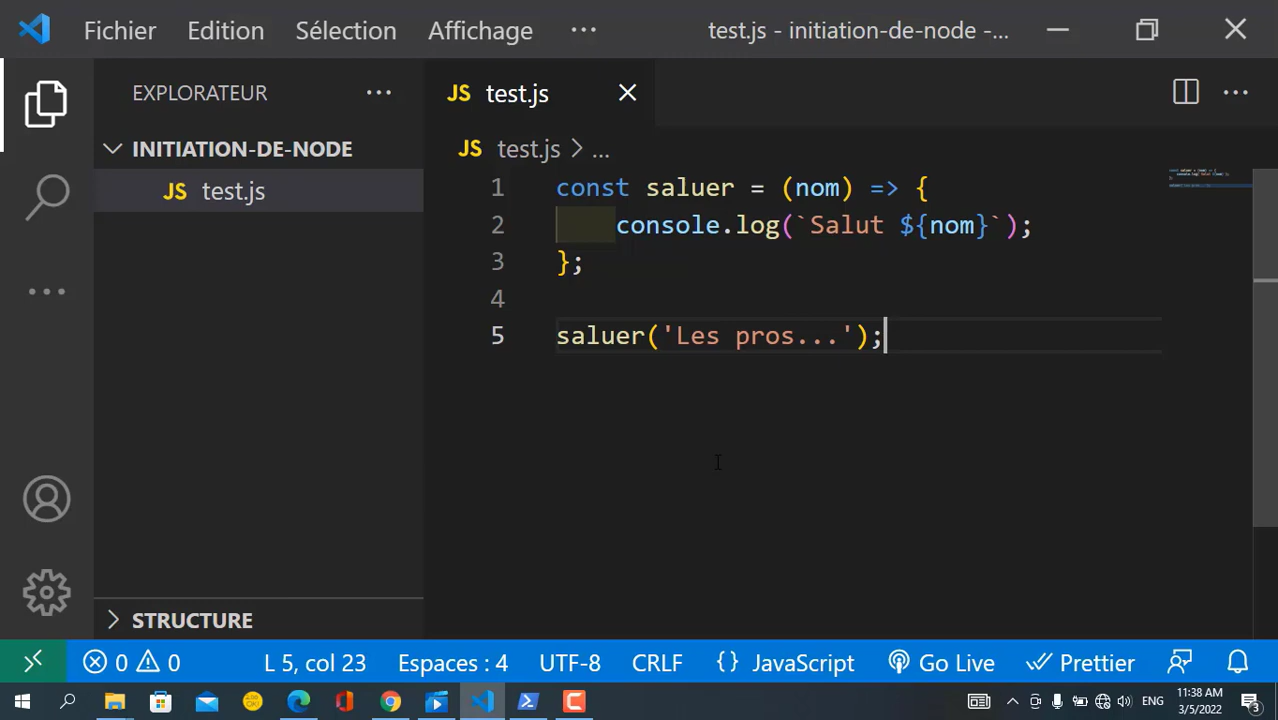 Fichier Edition Sélection Affichage ··· test.js - initiation-de-node -...
EXPLORATEUR ···
JS test.js
INITIATION-DE-NODE
JS test.js
JS test.js > ...
1 const saluer = (nom) => {
2 console.log(`Salut ${nom}`);
3 };
4
5 saluer('Les pros...');
STRUCTURE
0 0 L 5, col 23 Espaces : 4 UTF-8 CRLF {} JavaScript Go Live Prettier
ENG 11:38 AM
3/5/2022 3